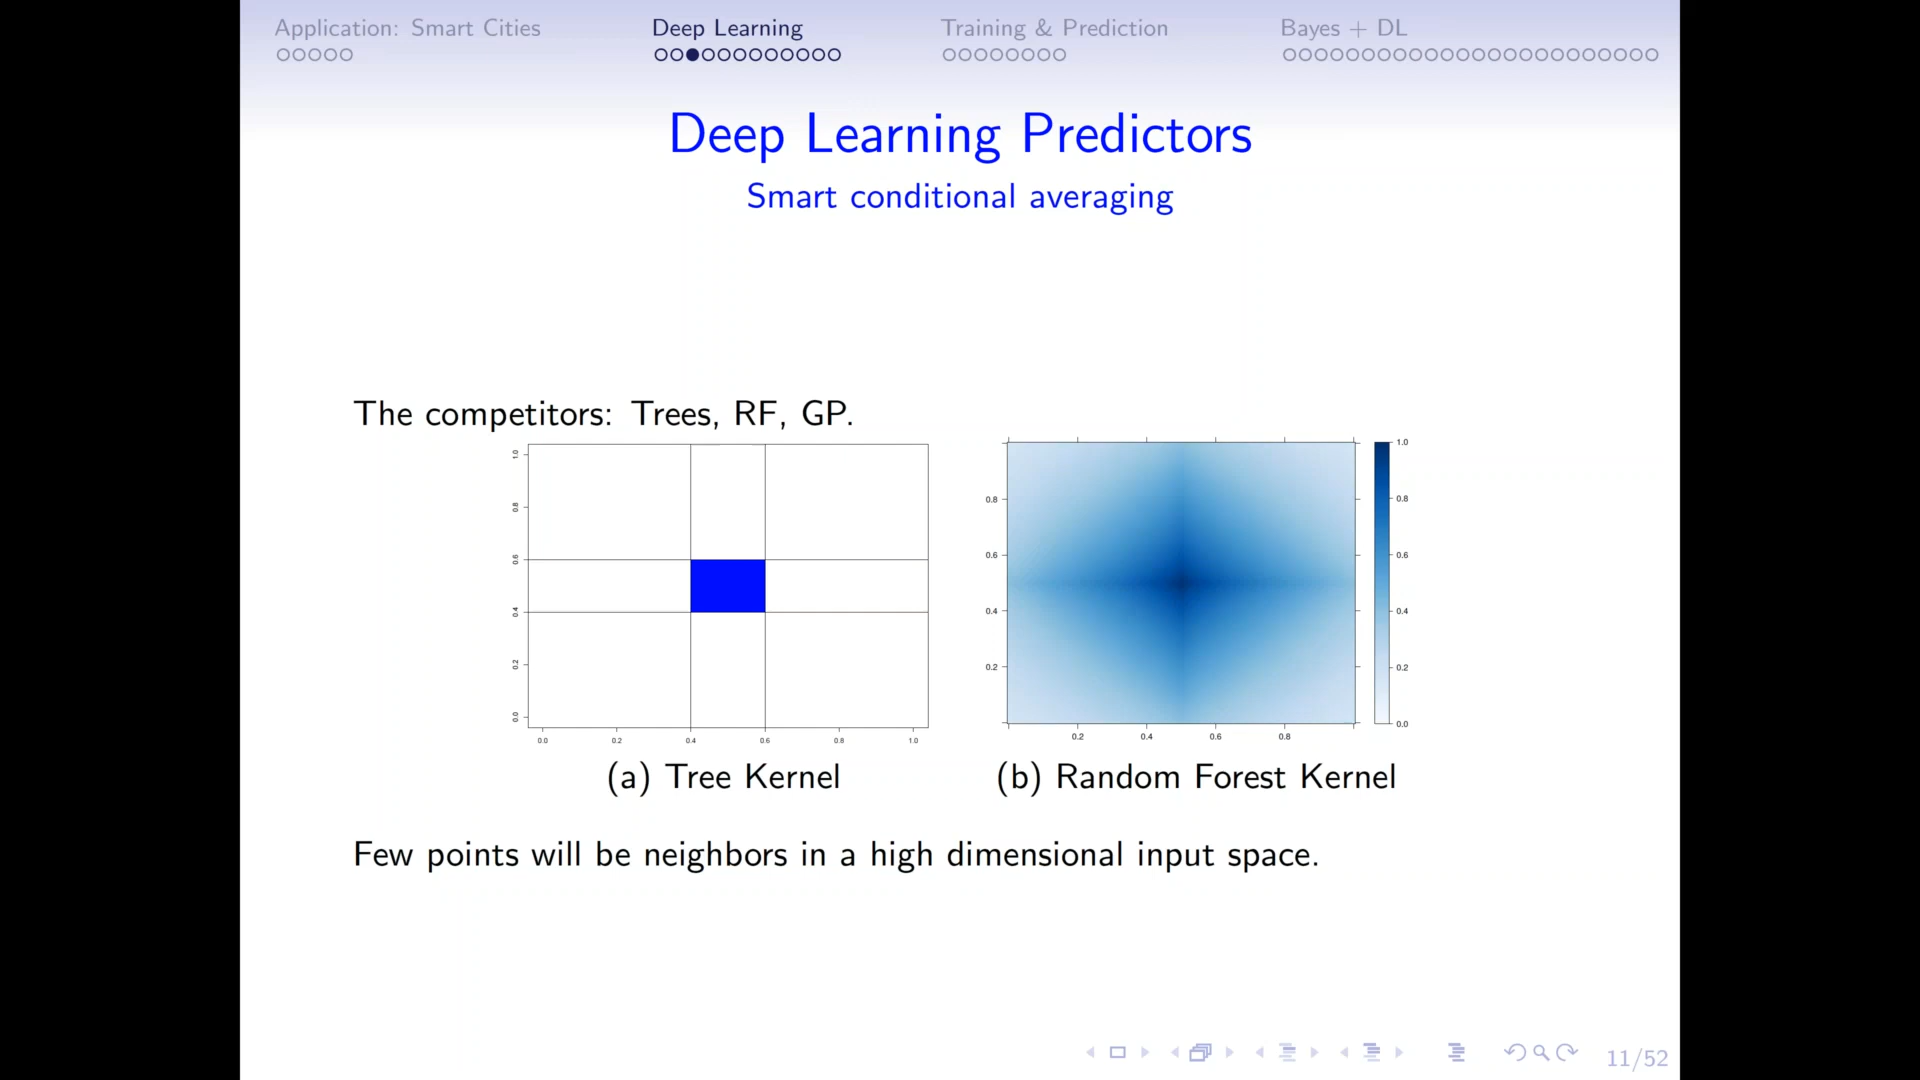 Application: Smart Cities Deep Learning Training & Prediction Bayes + DL
Deep Learning Predictors
Smart conditional averaging
The competitors: Trees, RF, GP.
1.0
0.8
0.6
0.4
0.2
0.0
0.0 0.2 0.4 0.6 0.8 1.0
0.8
0.6
0.4
0.2
0.2 0.4 0.6 0.8
1.0
0.8
0.6
0.4
0.2
0.0
(a) Tree Kernel (b) Random Forest Kernel
Few points will be neighbors in a high dimensional input space.
11/52